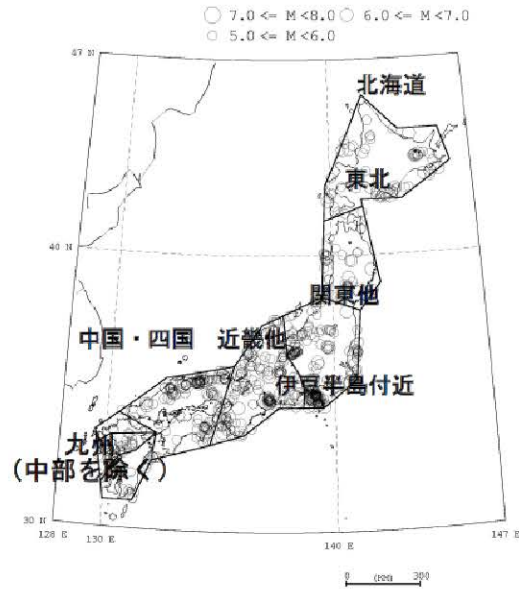 7.0 <= M <8.0 6.0 <= M <7.0
5.0 <= M <6.0
47 N
北海道
東北
40 N
関東他
中国・四国 近畿他
伊豆半島付近
九州
(中部を除く)
30 N
128 E 130 E 140 E 147 E
0 (KM) 300